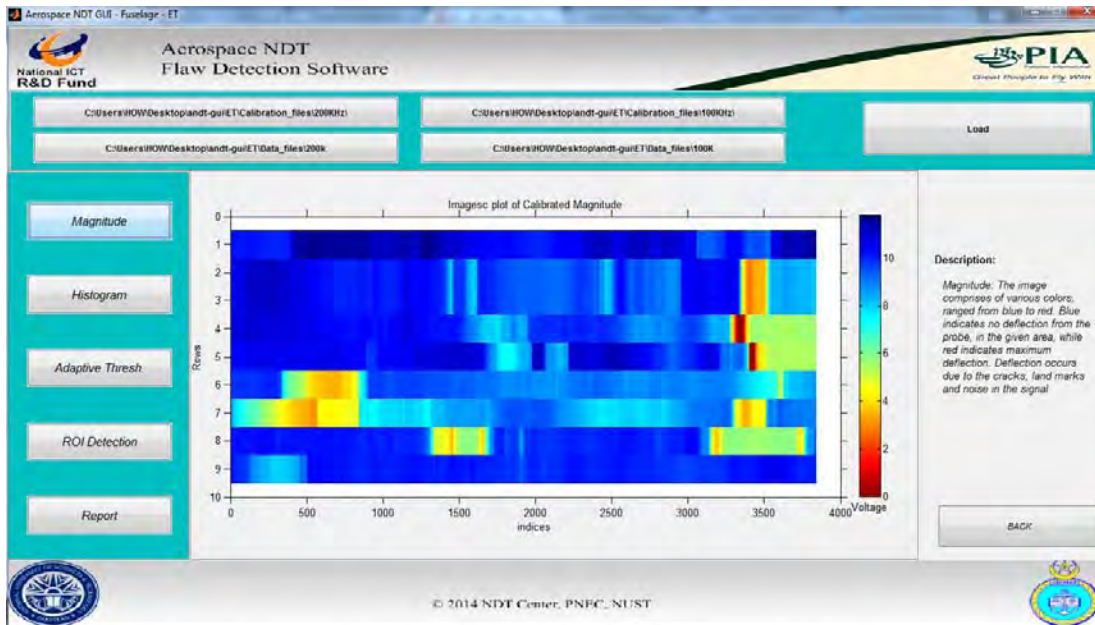 Aerospace NDT GUI - Fuselage - ET
National ICT
R&D Fund
Aerospace NDT
Flaw Detection Software
PIA
Great People to Fly With
C:\Users\HOW\Desktop\andt-gui\ET\Calibration_files\200KHz\
C:\Users\HOW\Desktop\andt-gui\ET\Calibration_files\100KHz\
Load
C:\Users\HOW\Desktop\andt-gui\ET\Data_files\200k
C:\Users\HOW\Desktop\andt-gui\ET\Data_files\100K
Magnitude
Histogram
Adaptive Thresh
ROI Detection
Report
Imagesc plot of Calibrated Magnitude
0
1
2
3
4
5
6
7
8
9
10
Rows
0
500
1000
1500
2000
2500
3000
3500
4000
indices
10
8
6
4
2
0
Voltage
Description:
Magnitude: The image
comprises of various colors,
ranged from blue to red. Blue
indicates no deflection from the
probe, in the given area, while
red indicates maximum
deflection. Deflection occurs
due to the cracks, land marks
and noise in the signal
BACK
© 2014 NDT Center, PNEC, NUST